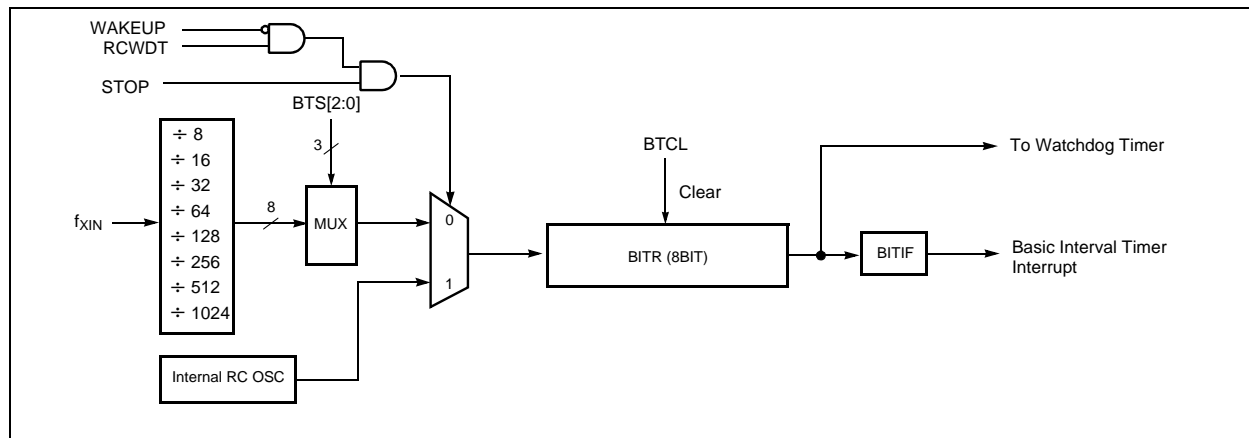 WAKEUP
RCWDT
STOP
BTS[2:0]
3
÷ 8
÷ 16
÷ 32
÷ 64
÷ 128
÷ 256
÷ 512
÷ 1024
fXIN
8
MUX
0
1
Internal RC OSC
BTCL
Clear
BITR (8BIT)
To Watchdog Timer
BITIF
Basic Interval Timer
Interrupt